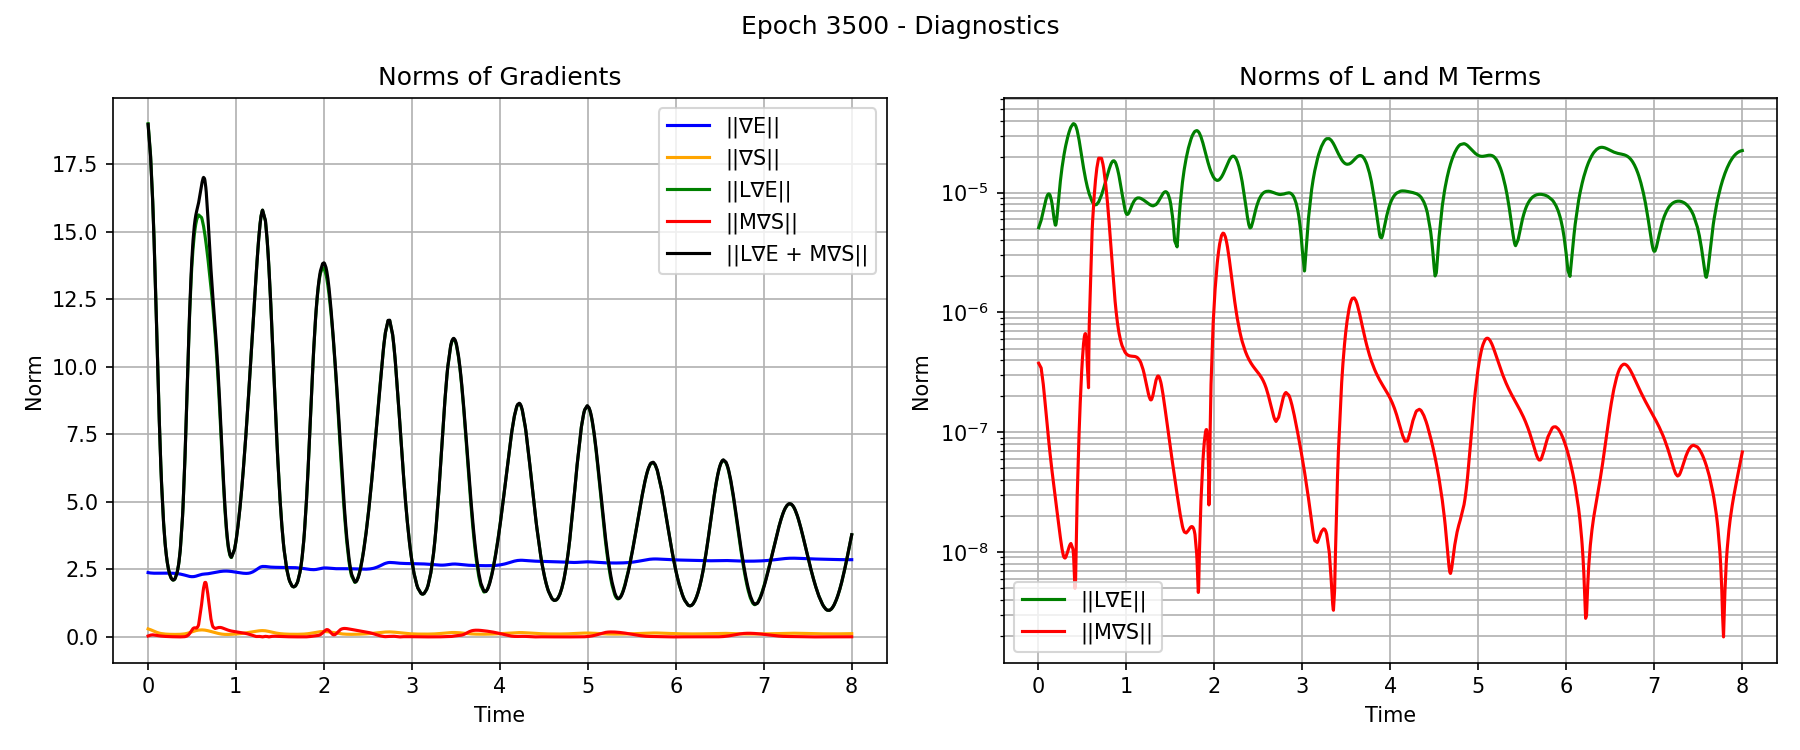 Epoch 3500 - Diagnostics
Norms of Gradients
Norm
17.5
15.0
12.5
10.0
7.5
5.0
2.5
0.0
||∇E||
||∇S||
||L∇E||
||M∇S||
||L∇E + M∇S||
0 1 2 3 4 5 6 7 8
Time
Norms of L and M Terms
Norm
10⁻⁵
10⁻⁶
10⁻⁷
10⁻⁸
||L∇E||
||M∇S||
0 1 2 3 4 5 6 7 8
Time